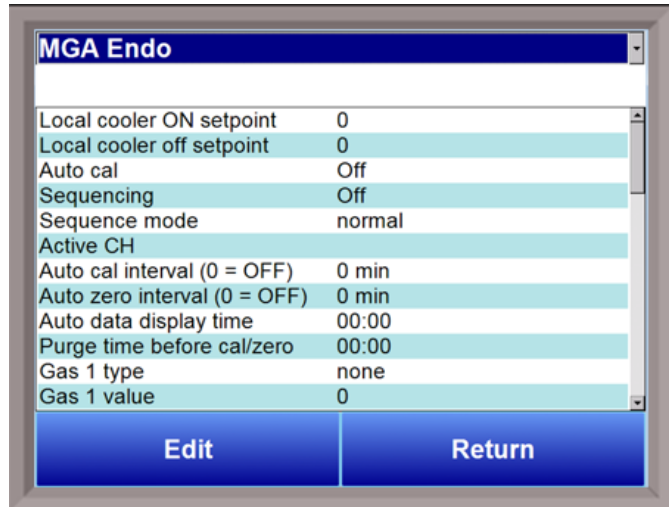 MGA Endo
Local cooler ON setpoint 0
Local cooler off setpoint 0
Auto cal Off
Sequencing Off
Sequence mode normal
Active CH
Auto cal interval (0 = OFF) 0 min
Auto zero interval (0 = OFF) 0 min
Auto data display time 00:00
Purge time before cal/zero 00:00
Gas 1 type none
Gas 1 value 0
Edit Return